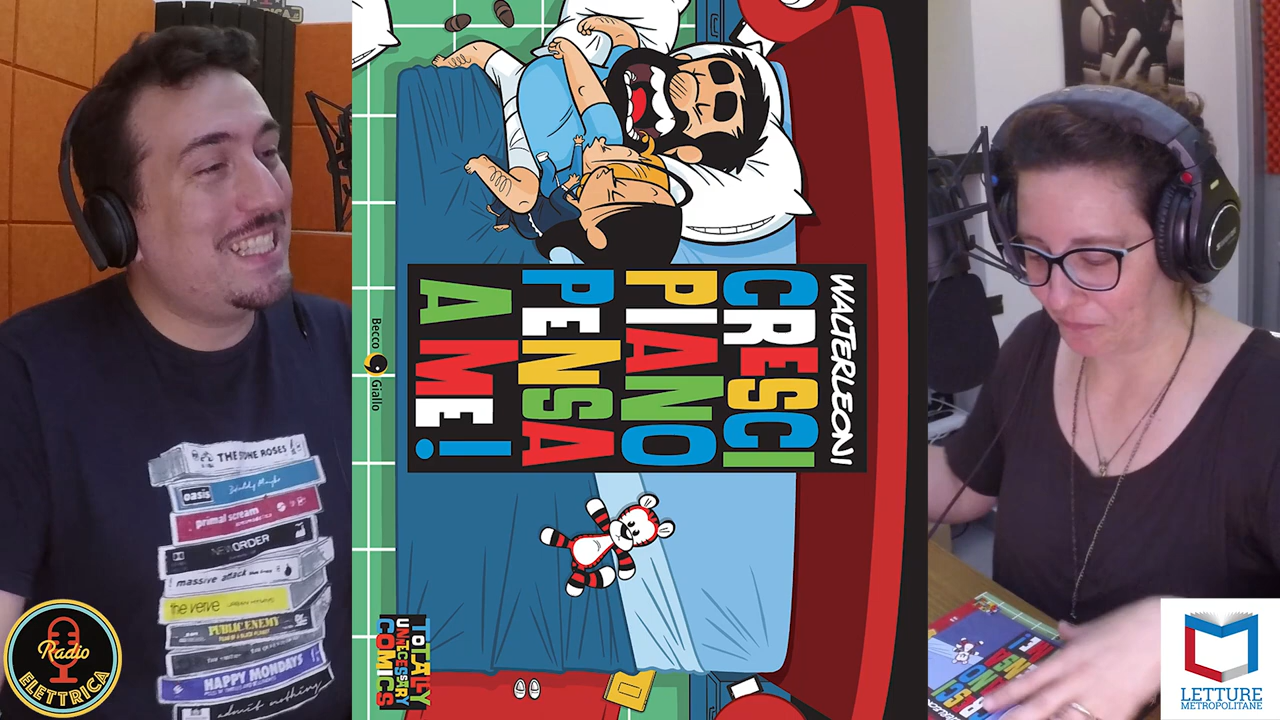 THE STONE ROSES
oasis
primal scream
NEW ORDER
massive attack
the verve
PUBLIC ENEMY
HAPPY MONDAYS
Radio
ELETTRICA
WALTERLEONI
CRESCI
PIANO
PENSA
A ME!
Becco Giallo
TOTALLY
UNNECESSARY
COMICS
LETTURE
METROPOLITANE